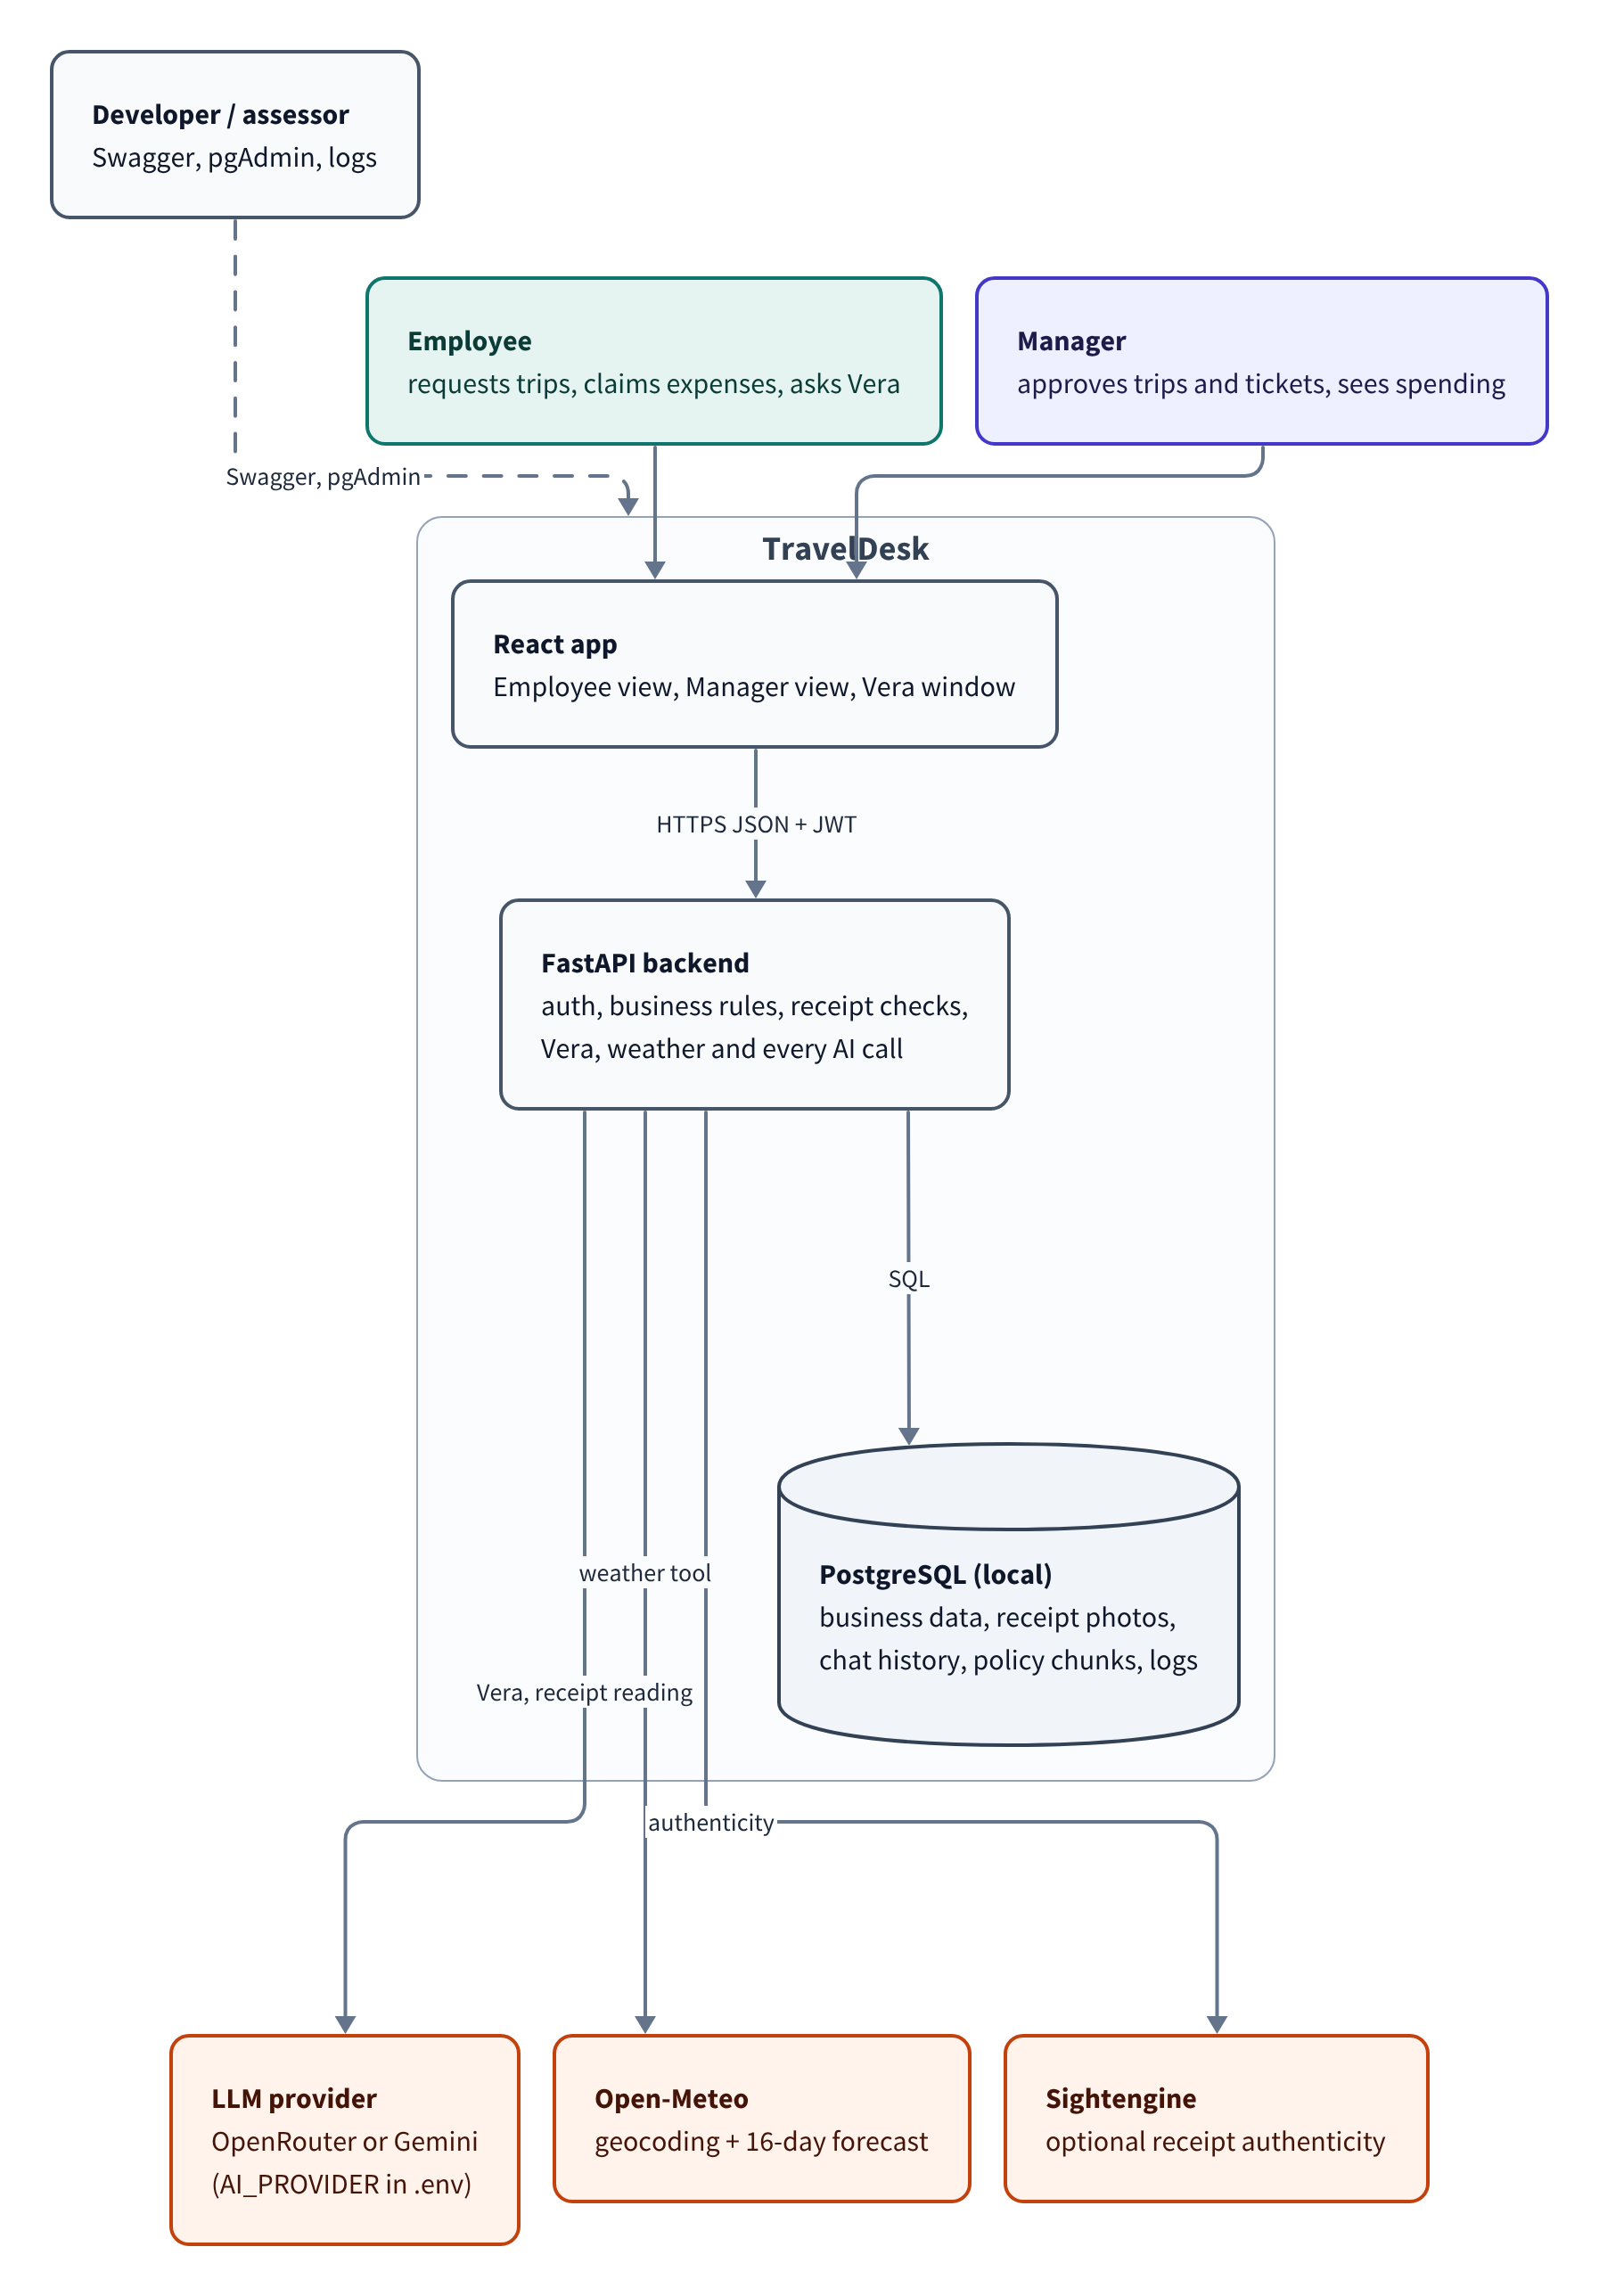 Developer / assessor
Swagger, pgAdmin, logs
Employee
requests trips, claims expenses, asks Vera
Manager
approves trips and tickets, sees spending
Swagger, pgAdmin
TravelDesk
React app
Employee view, Manager view, Vera window
HTTPS JSON + JWT
FastAPI backend
auth, business rules, receipt checks,
Vera, weather and every AI call
SQL
weather tool
PostgreSQL (local)
business data, receipt photos,
chat history, policy chunks, logs
Vera, receipt reading
authenticity
LLM provider
OpenRouter or Gemini
(AI_PROVIDER in .env)
Open-Meteo
geocoding + 16-day forecast
Sightengine
optional receipt authenticity